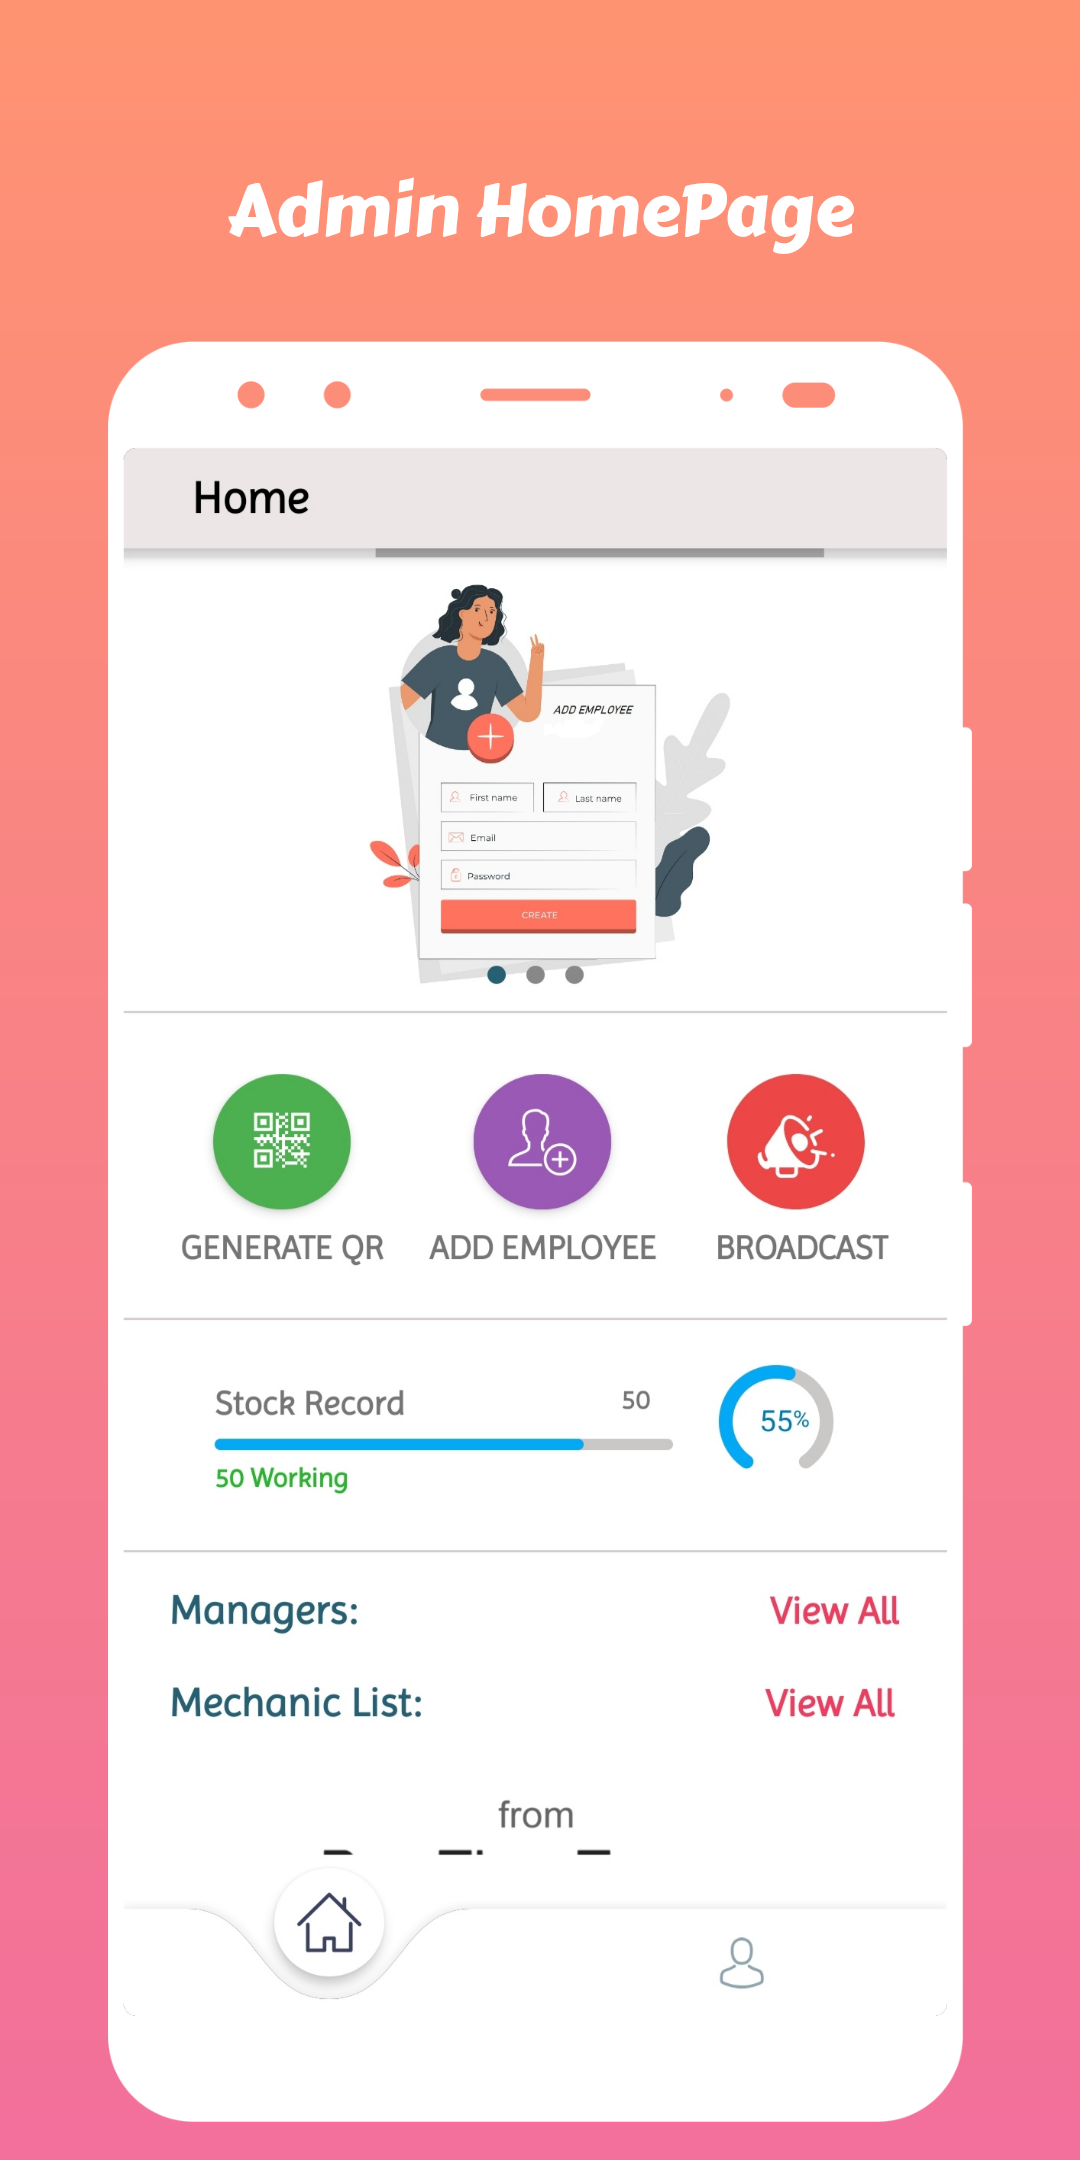 Admin HomePage
Home
ADD EMPLOYEE
First name
Last name
Email
Password
CREATE
GENERATE QR
ADD EMPLOYEE
BROADCAST
Stock Record
50
55%
50 Working
Managers:
View All
Mechanic List:
View All
from